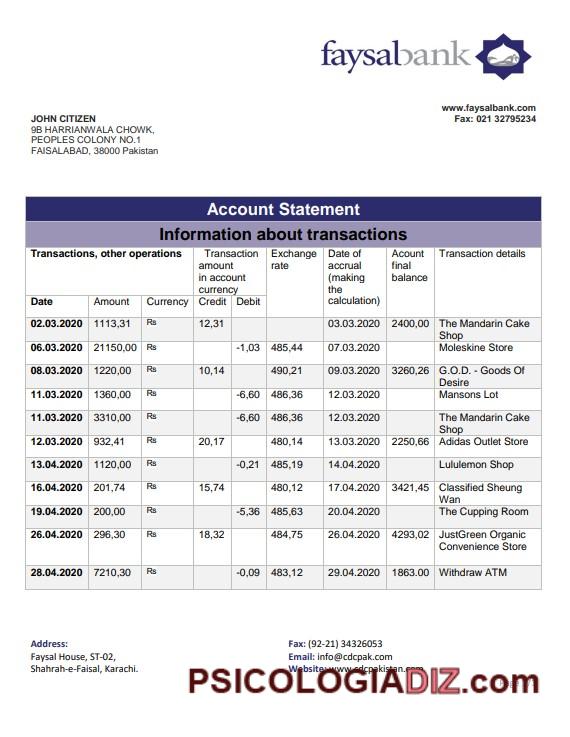 faysalbank
www.faysalbank.com
Fax: 021 32795234
JOHN CITIZEN
9B HARRIANWALA CHOWK,
PEOPLES COLONY NO.1
FAISALABAD, 38000 Pakistan
Account Statement
Information about transactions
Transactions, other operations Transaction amount in account currency Exchange rate Date of accrual (making the calculation) Acount final balance Transaction details
Date Amount Currency Credit Debit
02.03.2020 1113,31 Rs 12,31 03.03.2020 2400,00 The Mandarin Cake Shop
06.03.2020 21150,00 Rs -1,03 485,44 07.03.2020 Moleskine Store
08.03.2020 1220,00 Rs 10,14 490,21 09.03.2020 3260,26 G.O.D. - Goods Of Desire
11.03.2020 1360,00 Rs -6,60 486,36 12.03.2020 Mansons Lot
11.03.2020 3310,00 Rs -6,60 486,36 12.03.2020 The Mandarin Cake Shop
12.03.2020 932,41 Rs 20,17 480,14 13.03.2020 2250,66 Adidas Outlet Store
13.04.2020 1120,00 Rs -0,21 485,19 14.04.2020 Lululemon Shop
16.04.2020 201,74 Rs 15,74 480,12 17.04.2020 3421,45 Classified Sheung Wan
19.04.2020 200,00 Rs -5,36 485,63 20.04.2020 The Cupping Room
26.04.2020 296,30 Rs 18,32 484,75 26.04.2020 4293,02 JustGreen Organic Convenience Store
28.04.2020 7210,30 Rs -0,09 483,12 29.04.2020 1863.00 Withdraw ATM
Address:
Faysal House, ST-02,
Shahrah-e-Faisal, Karachi.
Fax: (92-21) 34326053
Email: info@cdcpak.com
Website: www.cdcpakistan.com
PSICOLOGIADIZ.com